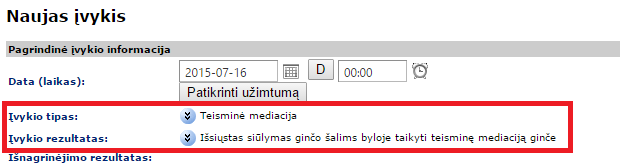 Naujas įvykis
Pagrindinė įvykio informacija
Data (laikas): 2015-07-16 D 00:00
Patikrinti užimtumą
Įvykio tipas: Teisminė mediacija
Įvykio rezultatas: Išsiųstas siūlymas ginčo šalims byloje taikyti teisminę mediaciją ginče
Išnagrinėjimo rezultatas: